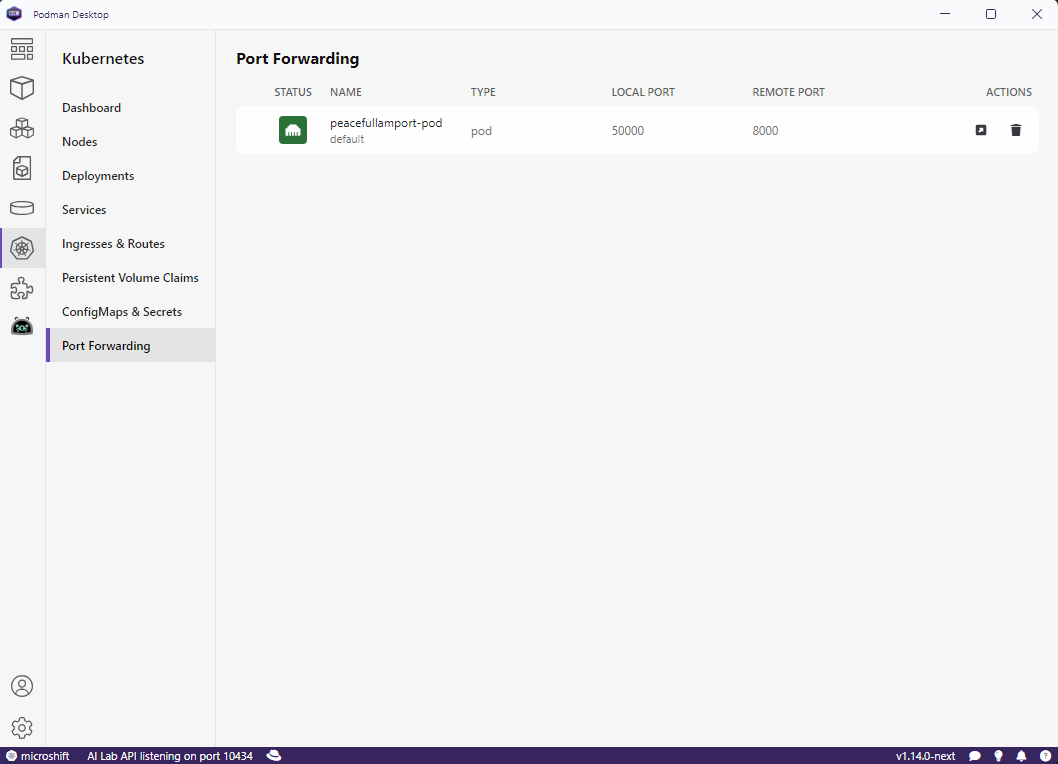 Podman Desktop
Kubernetes
Dashboard
Nodes
Deployments
Services
Ingresses & Routes
Persistent Volume Claims
ConfigMaps & Secrets
Port Forwarding
Port Forwarding
STATUS NAME TYPE LOCAL PORT REMOTE PORT ACTIONS
peacefullamport-pod
default
pod 50000 8000
microshift AI Lab API listening on port 10434 v1.14.0-next